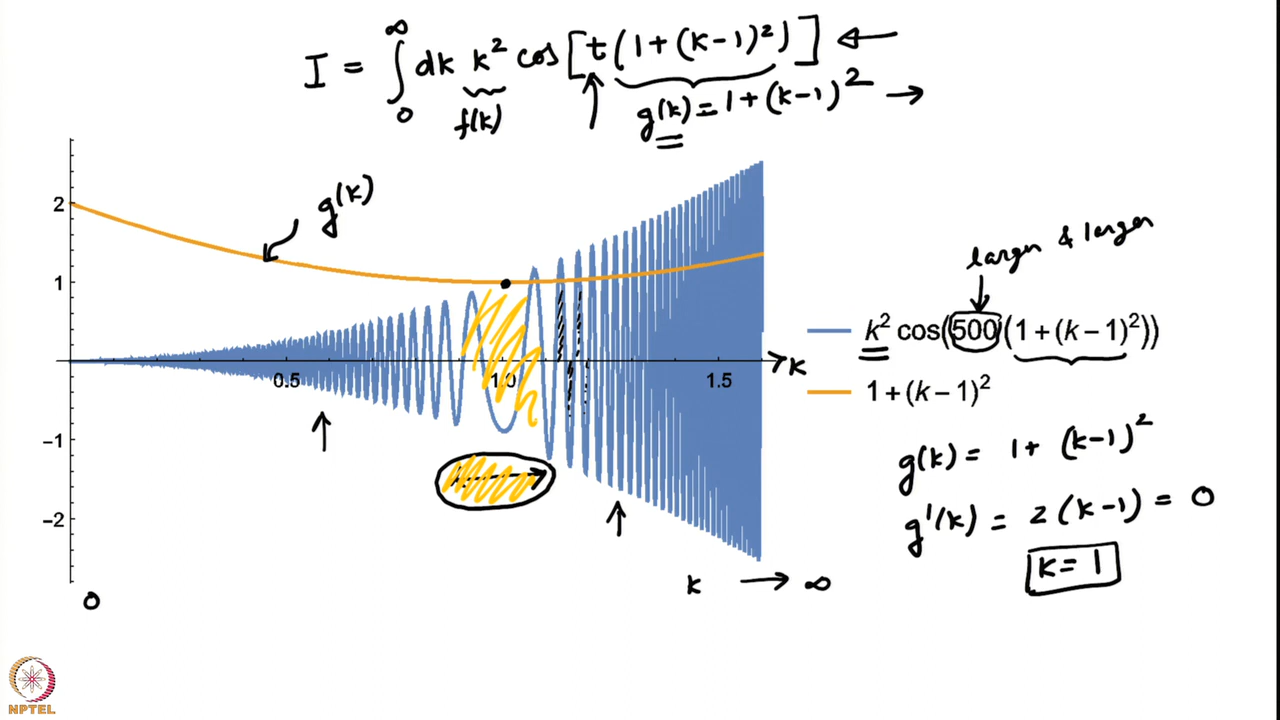 I = ∫₀^∞ dk k² cos[t(1+(k-1)²)] ←
f(k)
g(k) = 1+(k-1)² →
g(k)
2
1
-1
-2
0.5
1.0
1.5
k
larger & larger
k² cos((500(1+(k-1)²))
1+(k-1)²
g(k) = 1+ (k-1)²
g'(k) = 2(k-1) = 0
k = 1
k → ∞
0
NPTEL